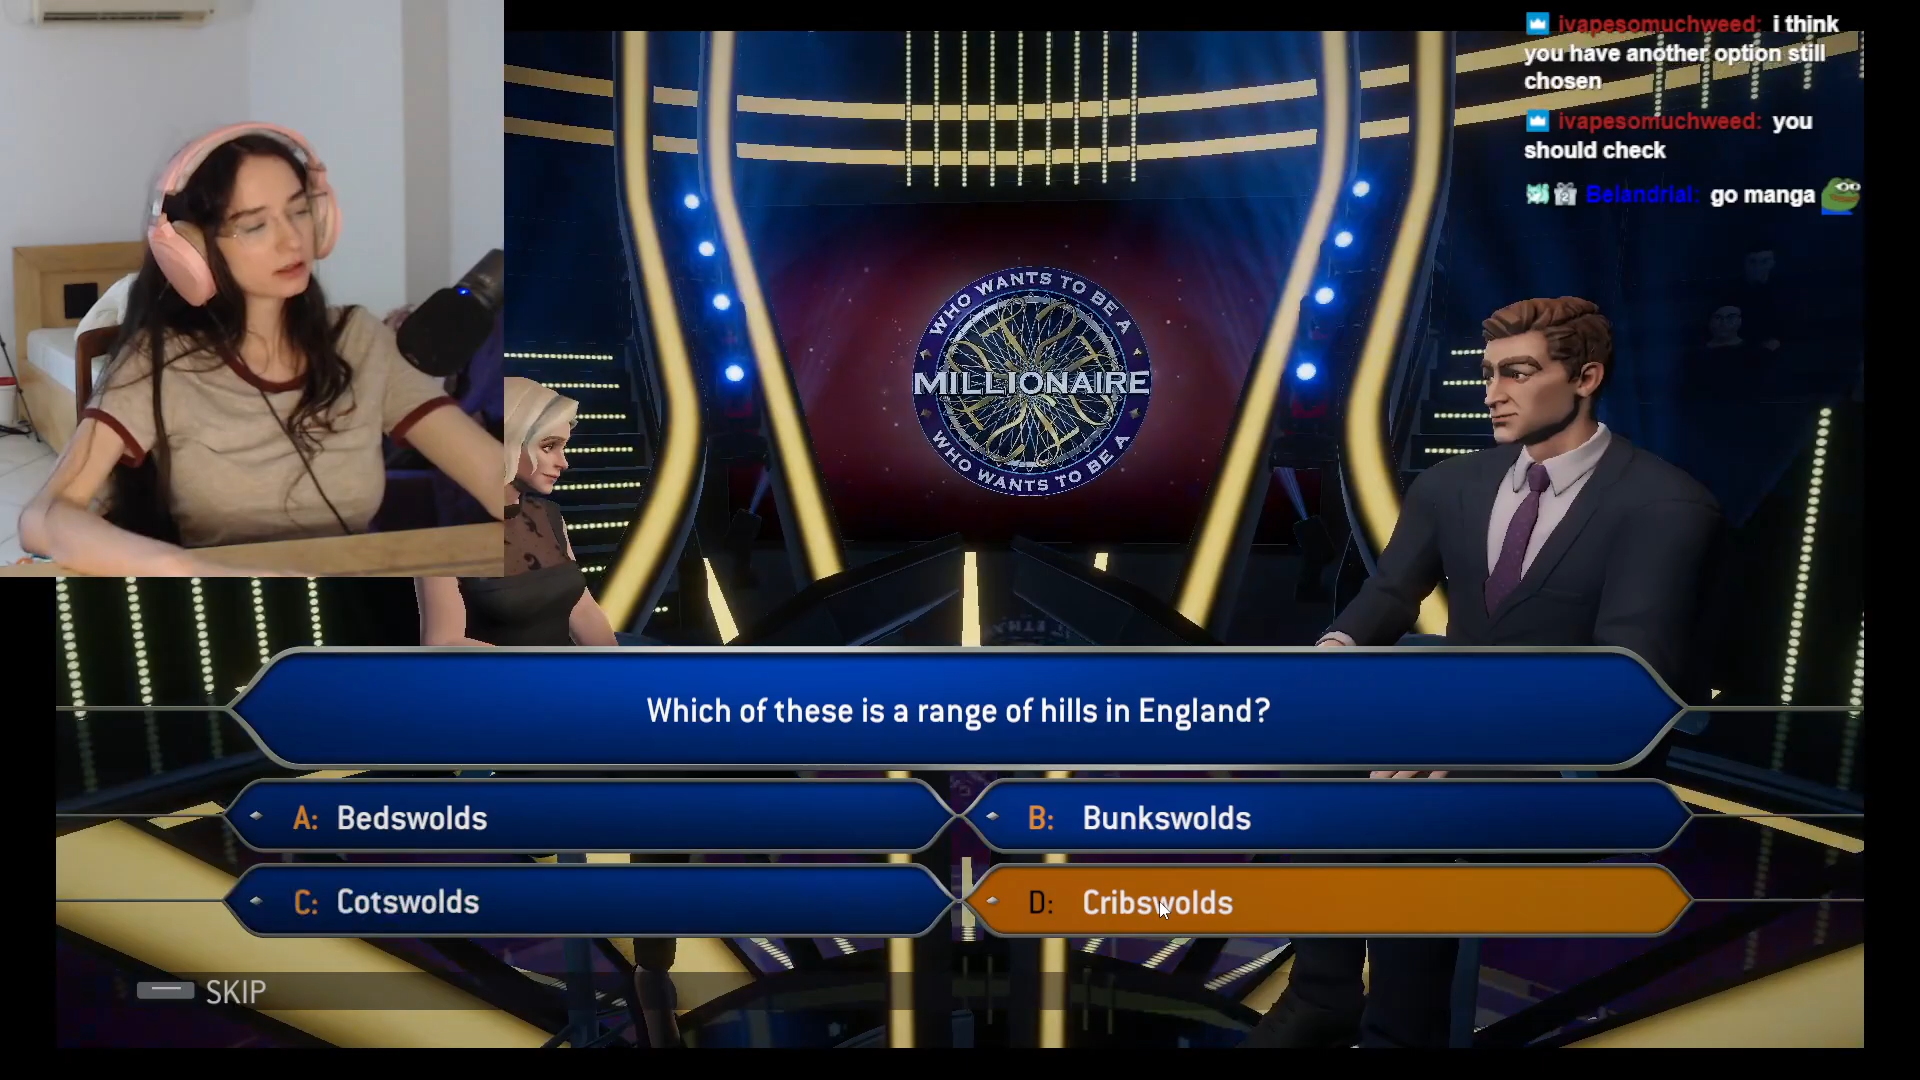 ivapesomuchweed: i think
you have another option still
chosen
ivapesomuchweed: you
should check
Belandrial: go manga
WHO WANTS TO BE A
MILLIONAIRE
WHO WANTS TO BE A
Which of these is a range of hills in England?
A: Bedswolds
B: Bunkswolds
C: Cotswolds
D: Cribswolds
SKIP